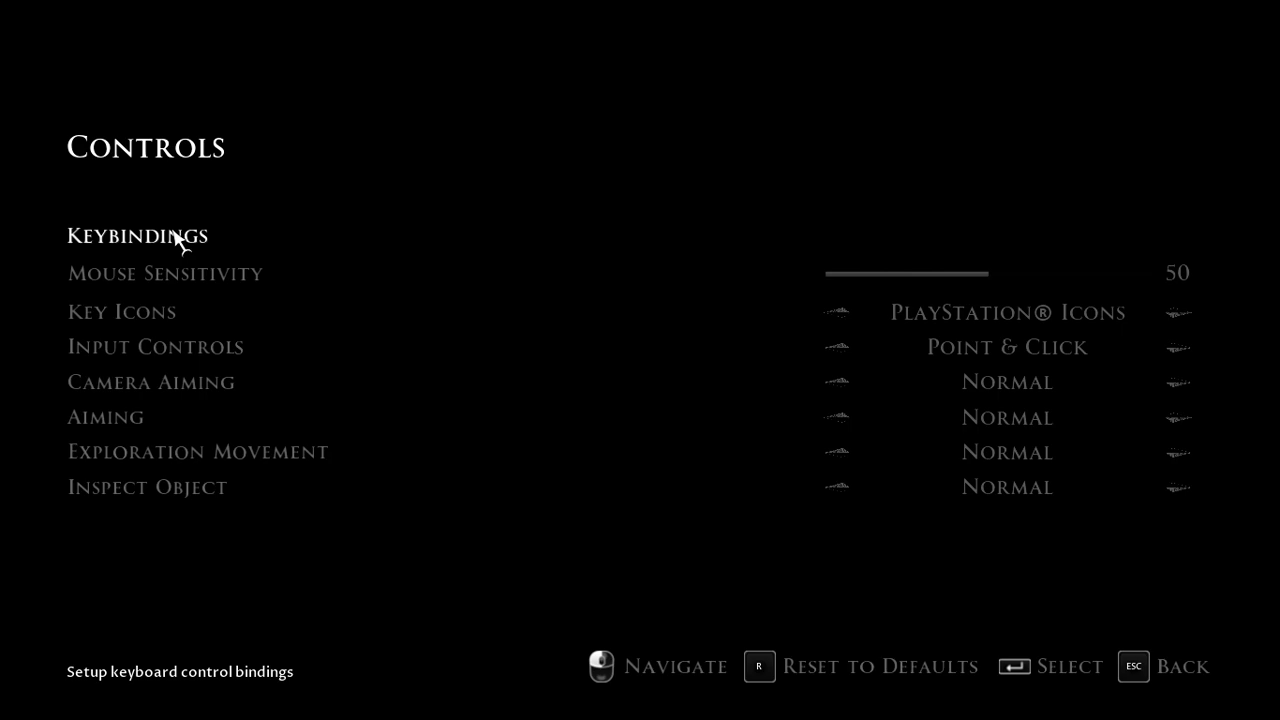 Controls
Keybindings
Mouse Sensitivity 50
Key Icons PlayStation® Icons
Input Controls Point & Click
Camera Aiming Normal
Aiming Normal
Exploration Movement Normal
Inspect Object Normal
Setup keyboard control bindings
Navigate R Reset to Defaults Select ESC Back